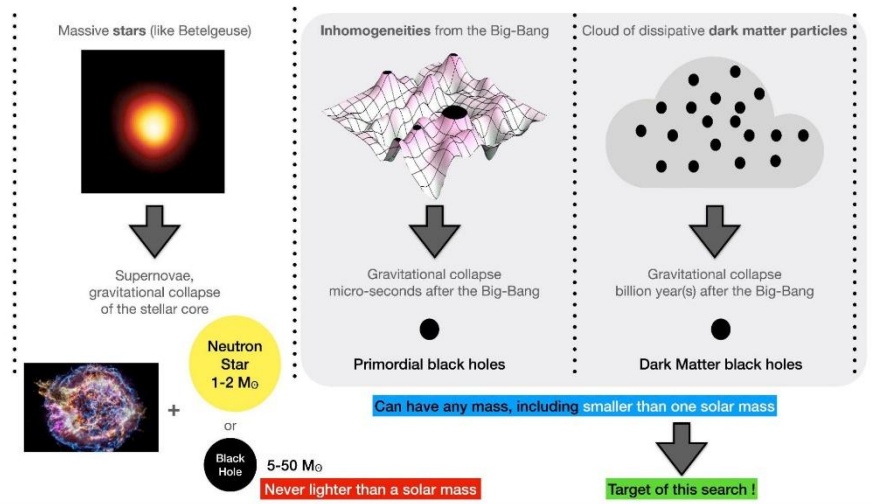 Massive stars (like Betelgeuse)
Supernovae,
gravitational collapse
of the stellar core
+
Neutron
Star
1-2 M☉
or
Black
Hole
5-50 M☉
Never lighter than a solar mass
Inhomogeneities from the Big-Bang
Gravitational collapse
micro-seconds after the Big-Bang
Primordial black holes
Cloud of dissipative dark matter particles
Gravitational collapse
billion year(s) after the Big-Bang
Dark Matter black holes
Can have any mass, including smaller than one solar mass
Target of this search !